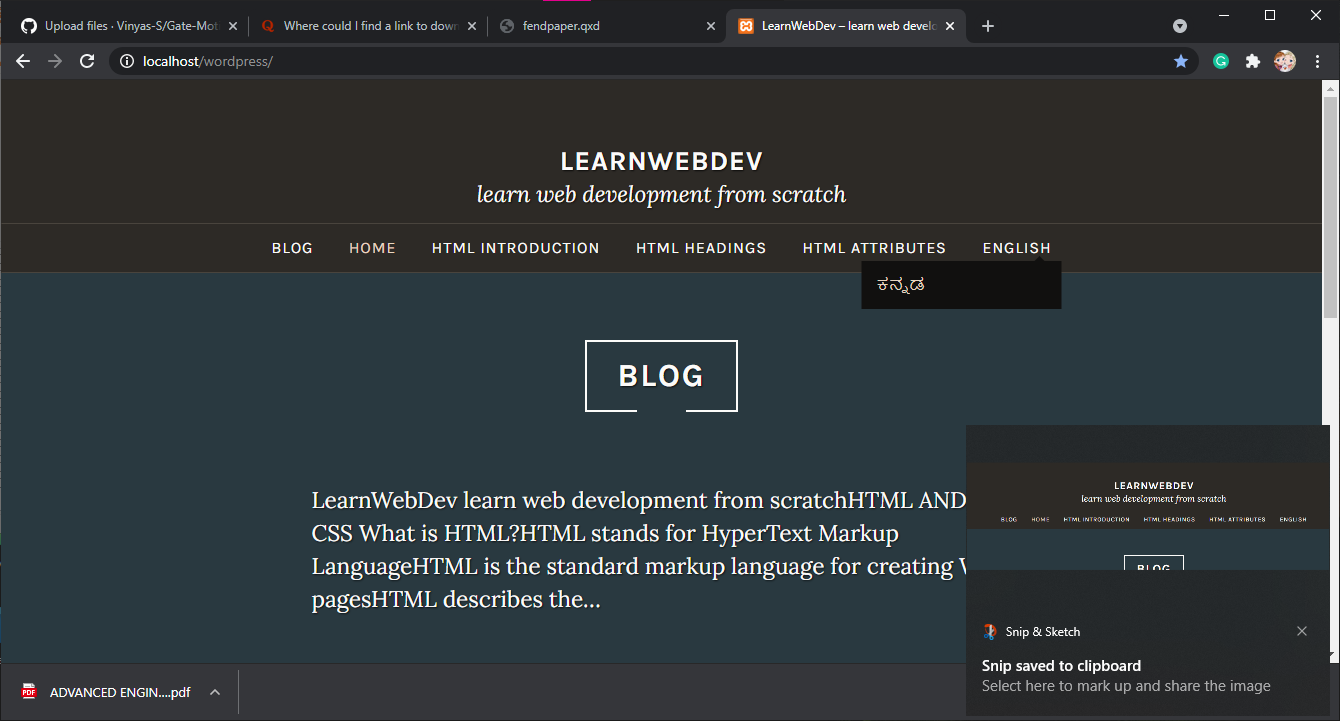 Upload files · Vinyas-S/Gate-Mot
Where could I find a link to down
fendpaper.qxd
LearnWebDev – learn web develo
localhost/wordpress/
LEARNWEBDEV
learn web development from scratch
BLOG HOME HTML INTRODUCTION HTML HEADINGS HTML ATTRIBUTES ENGLISH
ಕನ್ನಡ
BLOG
LearnWebDev learn web development from scratchHTML AND
CSS What is HTML?HTML stands for HyperText Markup
LanguageHTML is the standard markup language for creating W
pagesHTML describes the…
LEARNWEBDEV
learn web development from scratch
BLOG HOME HTML INTRODUCTION HTML HEADINGS HTML ATTRIBUTES ENGLISH
BLOG
Snip & Sketch
Snip saved to clipboard
Select here to mark up and share the image
PDF ADVANCED ENGIN....pdf